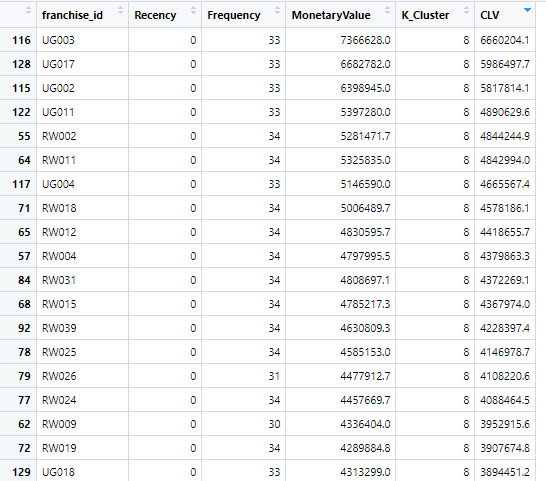 franchise_id Recency Frequency MonetaryValue K_Cluster CLV
116 UG003 0 33 7366628.0 8 6660204.1
128 UG017 0 33 6682782.0 8 5986497.7
115 UG002 0 33 6398945.0 8 5817814.1
122 UG011 0 33 5397280.0 8 4890629.6
55 RW002 0 34 5281471.7 8 4844244.9
64 RW011 0 34 5325835.0 8 4842994.0
117 UG004 0 33 5146590.0 8 4665567.4
71 RW018 0 34 5006489.7 8 4578186.1
65 RW012 0 34 4830595.7 8 4418655.7
57 RW004 0 34 4797995.5 8 4379863.3
84 RW031 0 34 4808697.1 8 4372269.1
68 RW015 0 34 4785217.3 8 4367974.0
92 RW039 0 34 4630809.3 8 4228397.4
78 RW025 0 34 4585153.0 8 4146978.7
79 RW026 0 31 4477912.7 8 4108220.6
77 RW024 0 34 4457669.7 8 4088464.5
62 RW009 0 30 4336404.0 8 3952915.6
72 RW019 0 34 4289884.8 8 3907674.8
129 UG018 0 33 4313299.0 8 3894451.2